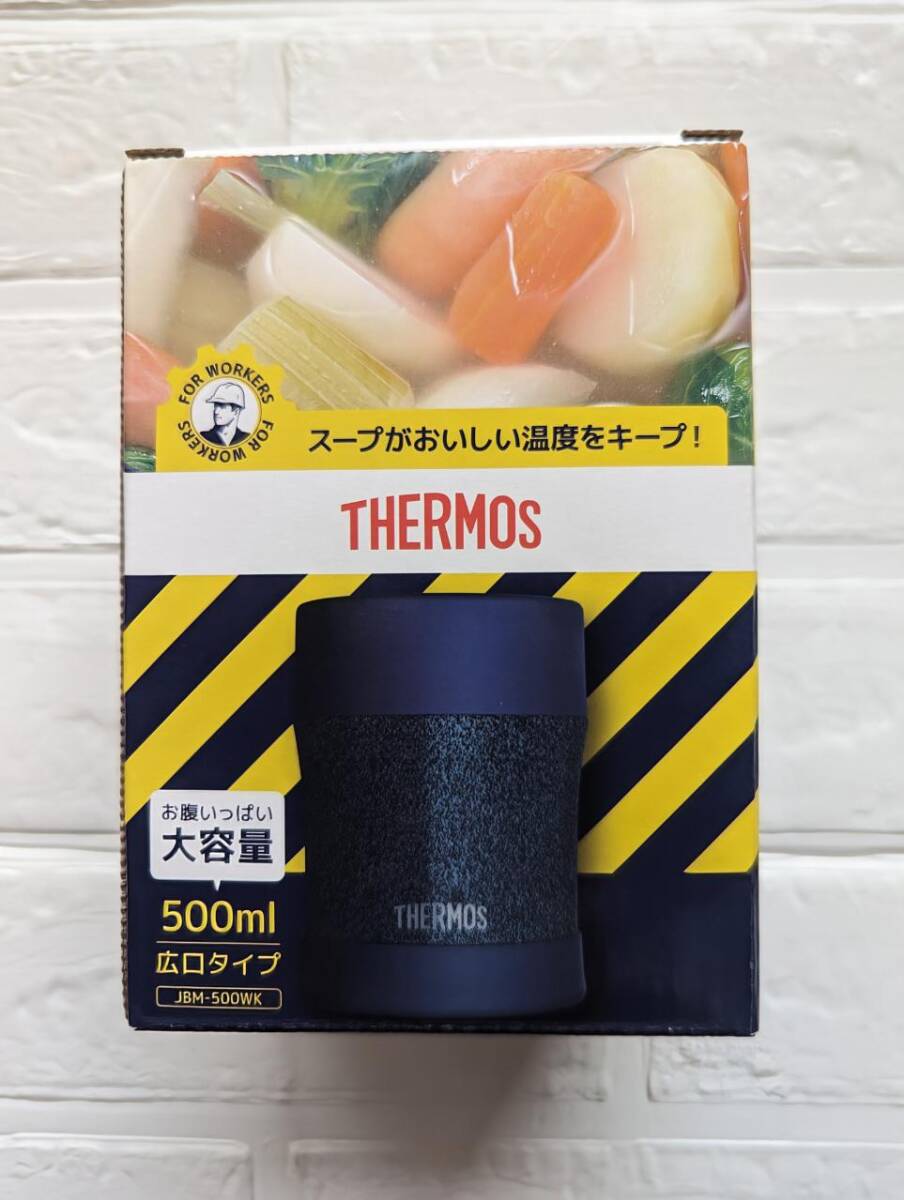 FOR WORKERS
FOR WORKERS
スープがおいしい温度をキープ！
THERMOS
THERMOS
お腹いっぱい
大容量
500ml
広口タイプ
JBM-500WK